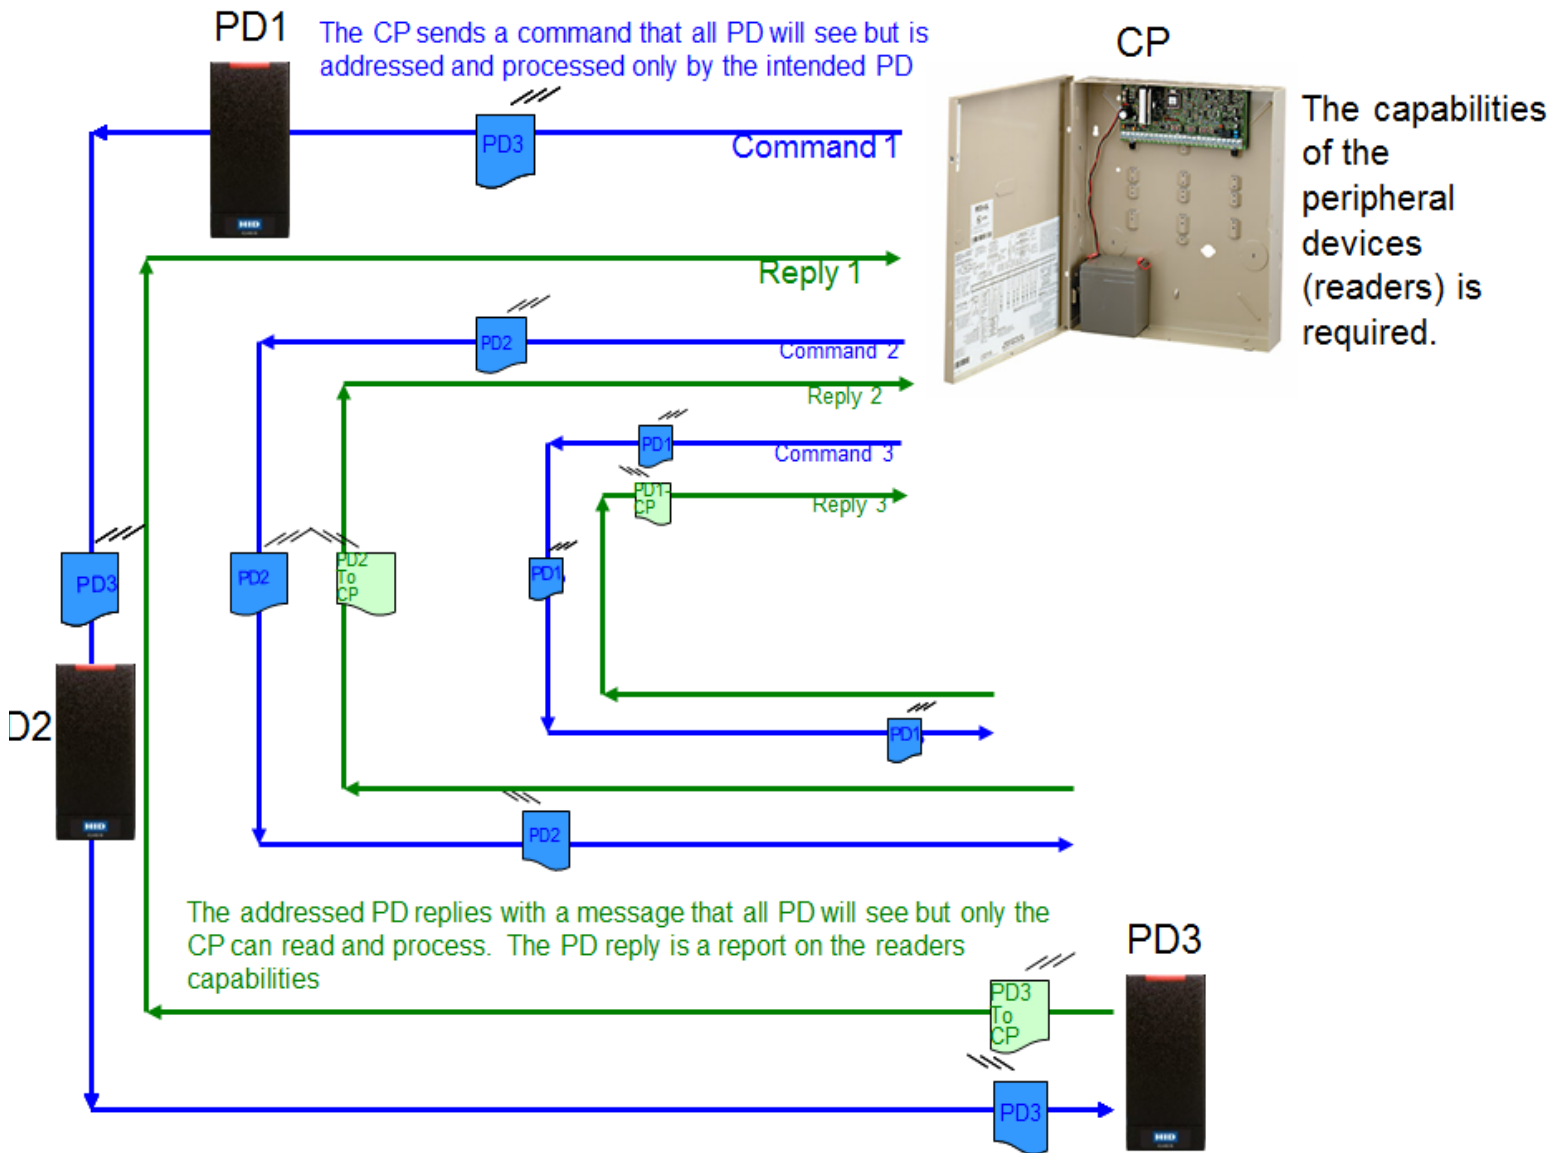 PD1
The CP sends a command that all PD will see but is
addressed and processed only by the intended PD
CP
The capabilities
of the
peripheral
devices
(readers) is
required.
PD3
Command 1
HID
Reply 1
PD2
Command 2
Reply 2
PD1
Command 3
PD1-
CP
Reply 3
PD3
PD2
PD2
To
CP
PD1
D2
HID
PD1
PD2
The addressed PD replies with a message that all PD will see but only the
CP can read and process. The PD reply is a report on the readers
capabilities
PD3
PD3
To
CP
PD3
HID